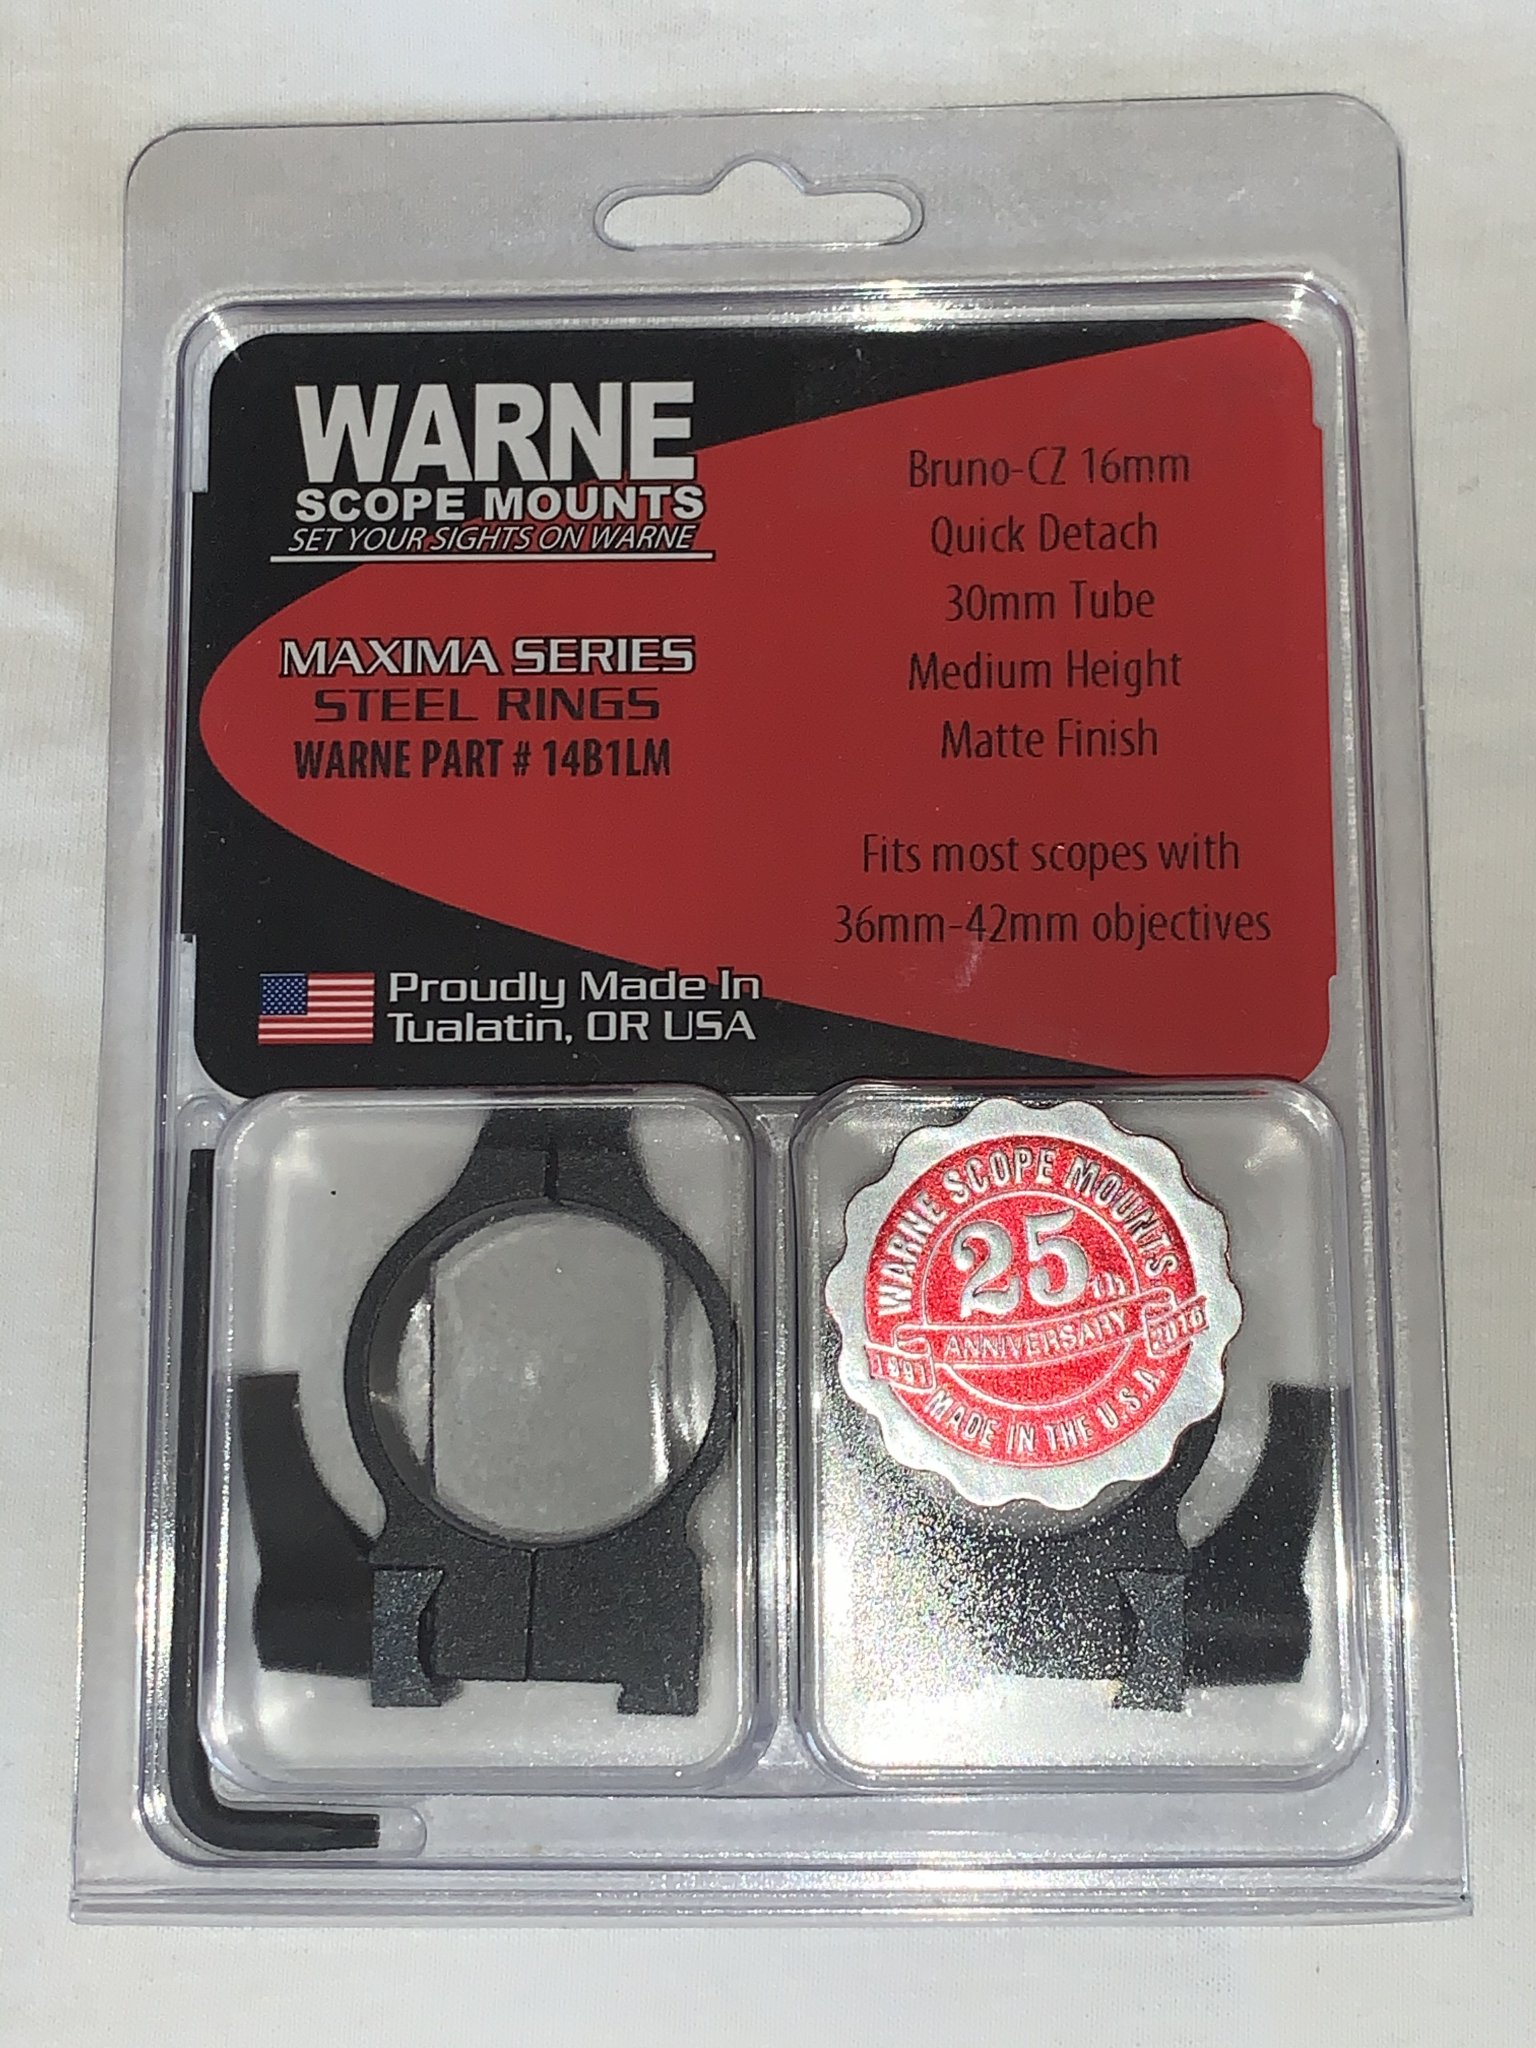 WARNE
SCOPE MOUNTS
SET YOUR SIGHTS ON WARNE
MAXIMA SERIES
STEEL RINGS
WARNE PART # 14B1LM
Bruno-CZ 16mm
Quick Detach
30mm Tube
Medium Height
Matte Finish
Fits most scopes with
36mm-42mm objectives
Proudly Made In
Tualatin, OR USA
WARNE SCOPE MOUNTS
25th
ANNIVERSARY
1991
2016
MADE IN THE U.S.A.